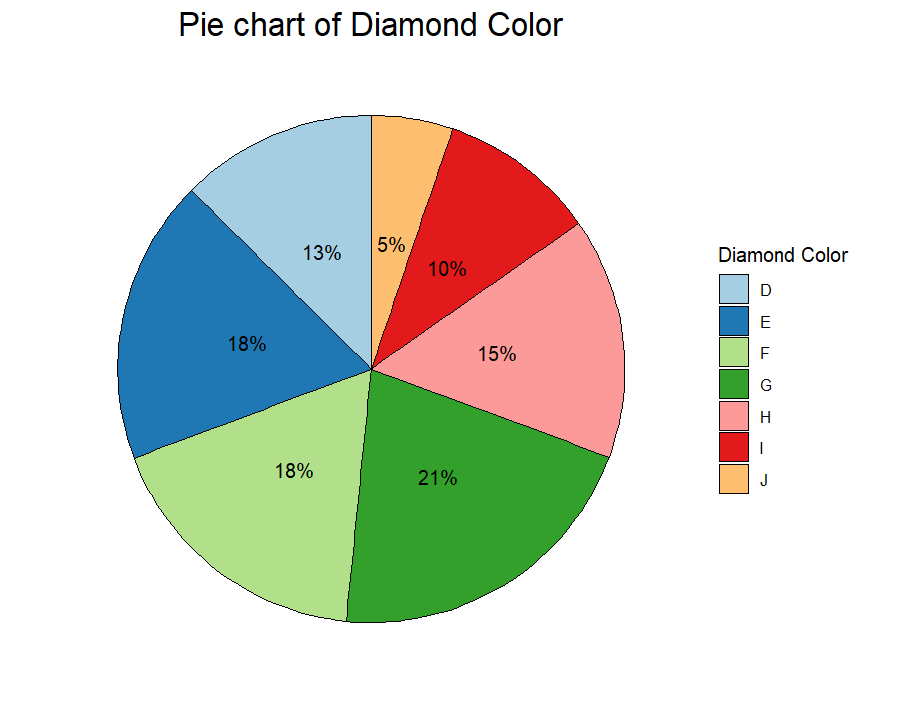 Pie chart of Diamond Color
13%
5%
10%
18%
15%
18%
21%
Diamond Color
D
E
F
G
H
I
J